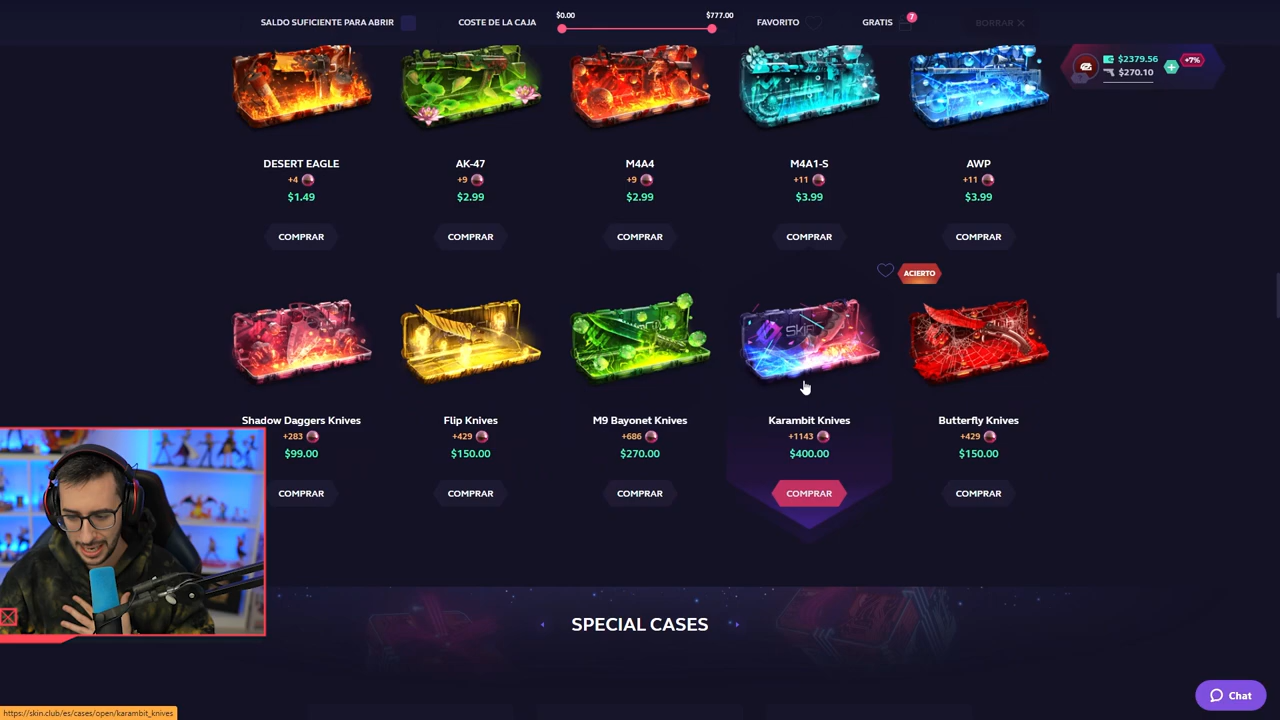 SALDO SUFICIENTE PARA ABRIR
COSTE DE LA CAJA
$0.00
$777.00
FAVORITO
GRATIS
7
BORRAR ✕
$2379.56
$270.10
+7%
DESERT EAGLE
+4
$1.49
COMPRAR
AK-47
+9
$2.99
COMPRAR
M4A4
+9
$2.99
COMPRAR
M4A1-S
+11
$3.99
COMPRAR
AWP
+11
$3.99
COMPRAR
ACIERTO
Shadow Daggers Knives
+283
$99.00
COMPRAR
Flip Knives
+429
$150.00
COMPRAR
M9 Bayonet Knives
+686
$270.00
COMPRAR
SKIN
Karambit Knives
+1143
$400.00
COMPRAR
Butterfly Knives
+429
$150.00
COMPRAR
SPECIAL CASES
Chat
https://skin.club/es/cases/open/karambit_knives